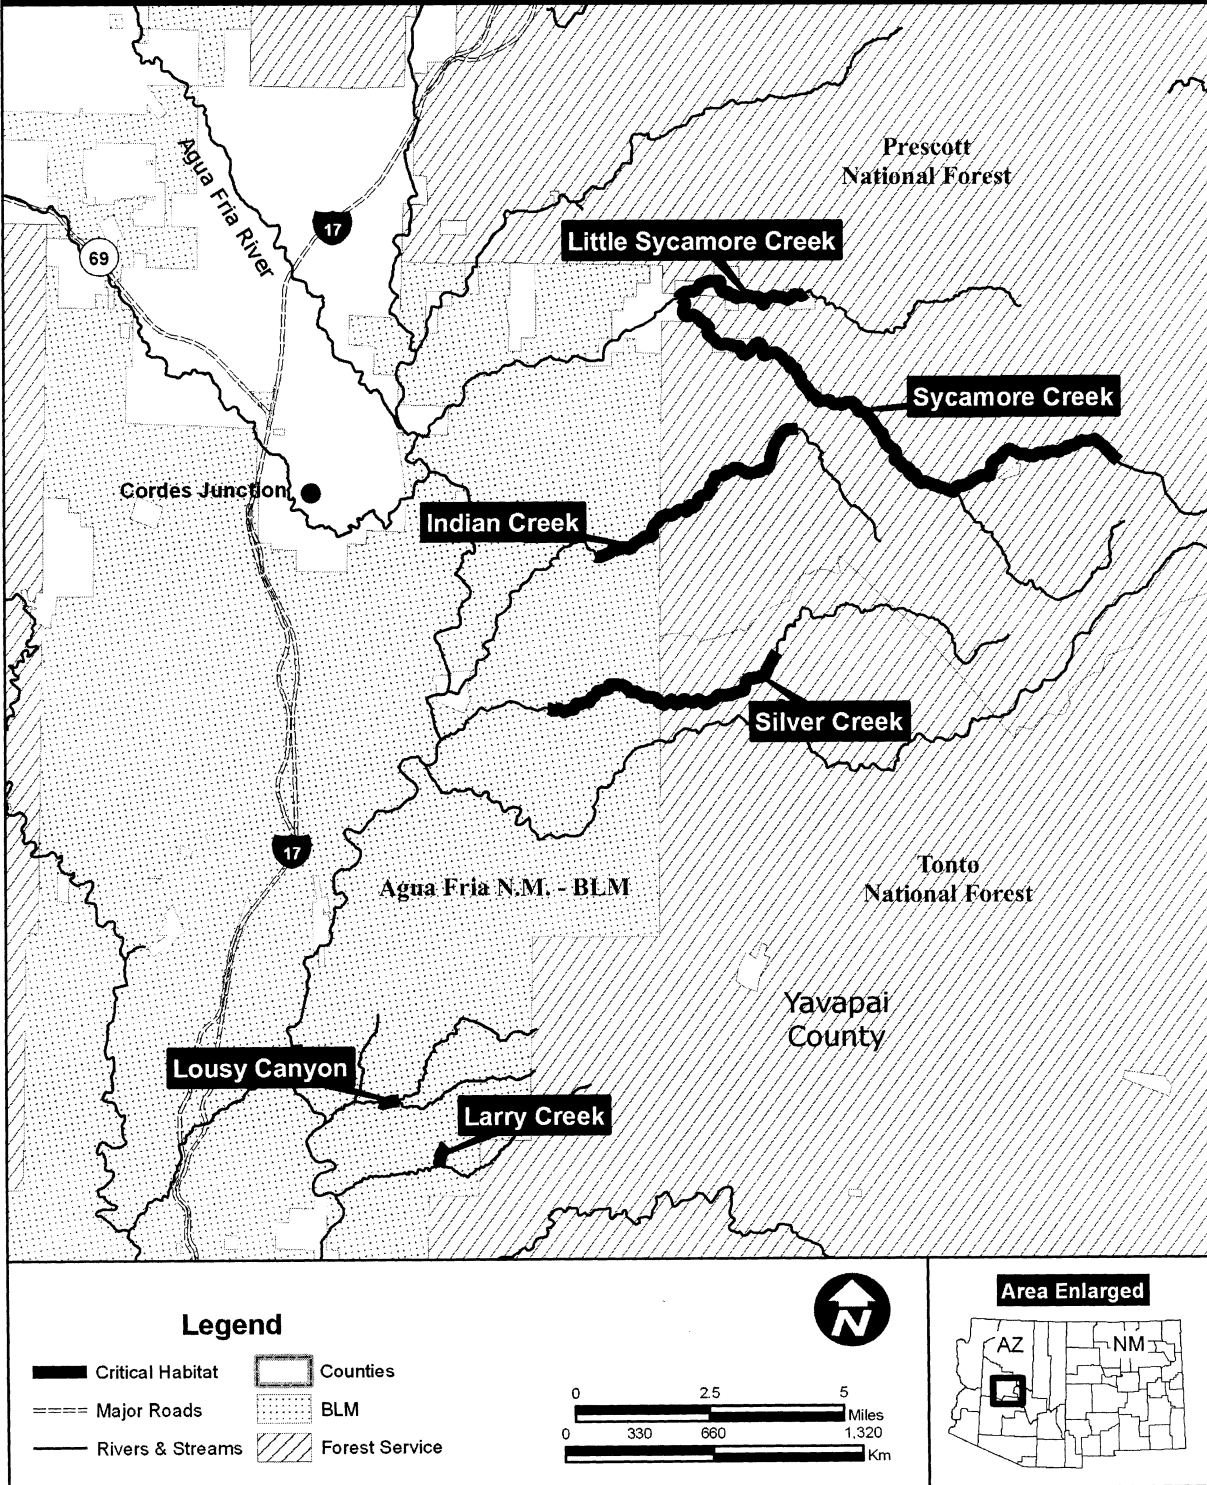 Prescott
National Forest
Agua Fria River
17
Little Sycamore Creek
69
Sycamore Creek
Cordes Junction
Indian Creek
Silver Creek
17
Agua Fria N.M. - BLM
Tonto
National Forest
Yavapai
County
Lousy Canyon
Larry Creek
Legend
Critical Habitat
Counties
Major Roads
BLM
Rivers & Streams
Forest Service
N
0 2.5 5
Miles
0 330 660 1,320
Km
Area Enlarged
AZ
NM